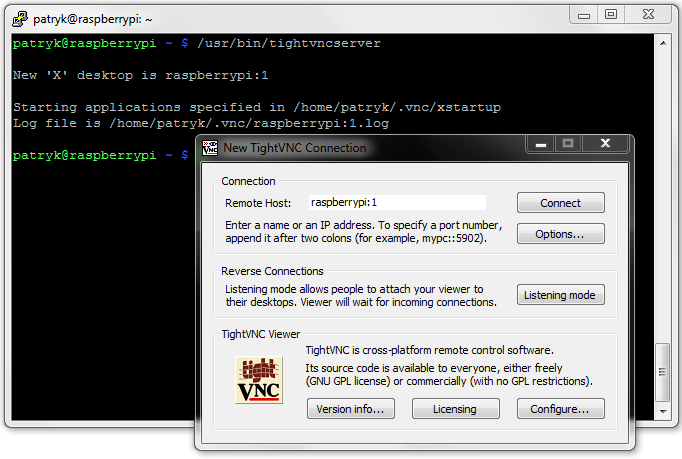 patryk@raspberrypi: ~
patryk@raspberrypi ~ $ /usr/bin/tightvncserver
New 'X' desktop is raspberrypi:1
Starting applications specified in /home/patryk/.vnc/xstartup
Log file is /home/patryk/.vnc/raspberrypi:1.log
patryk@raspberrypi ~ $
New TightVNC Connection
Connection
Remote Host: raspberrypi:1 Connect
Enter a name or an IP address. To specify a port number,
append it after two colons (for example, mypc::5902).
Options...
Reverse Connections
Listening mode allows people to attach your viewer to
their desktops. Viewer will wait for incoming connections.
Listening mode
TightVNC Viewer
tight
VNC
TightVNC is cross-platform remote control software.
Its source code is available to everyone, either freely
(GNU GPL license) or commercially (with no GPL restrictions).
Version info... Licensing Configure...